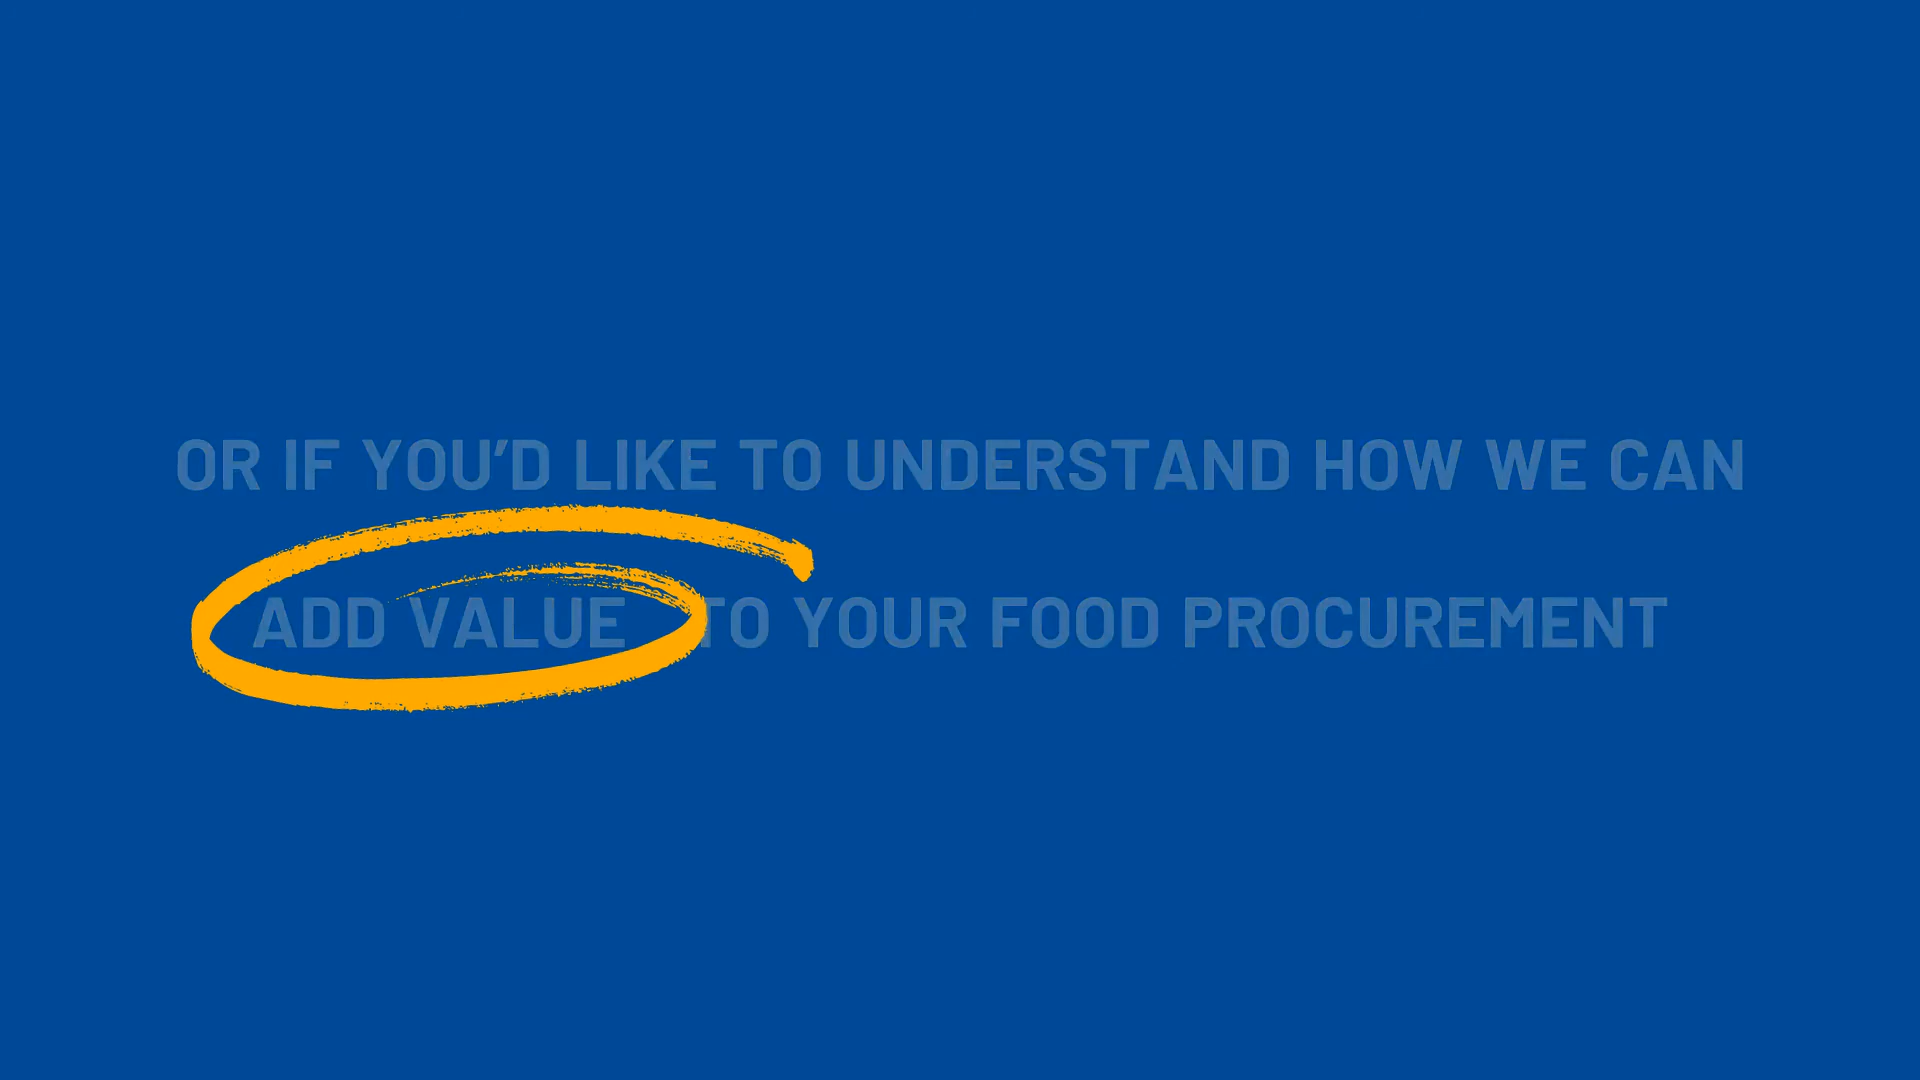 OR IF YOU’D LIKE TO UNDERSTAND HOW WE CAN
ADD VALUE TO YOUR FOOD PROCUREMENT